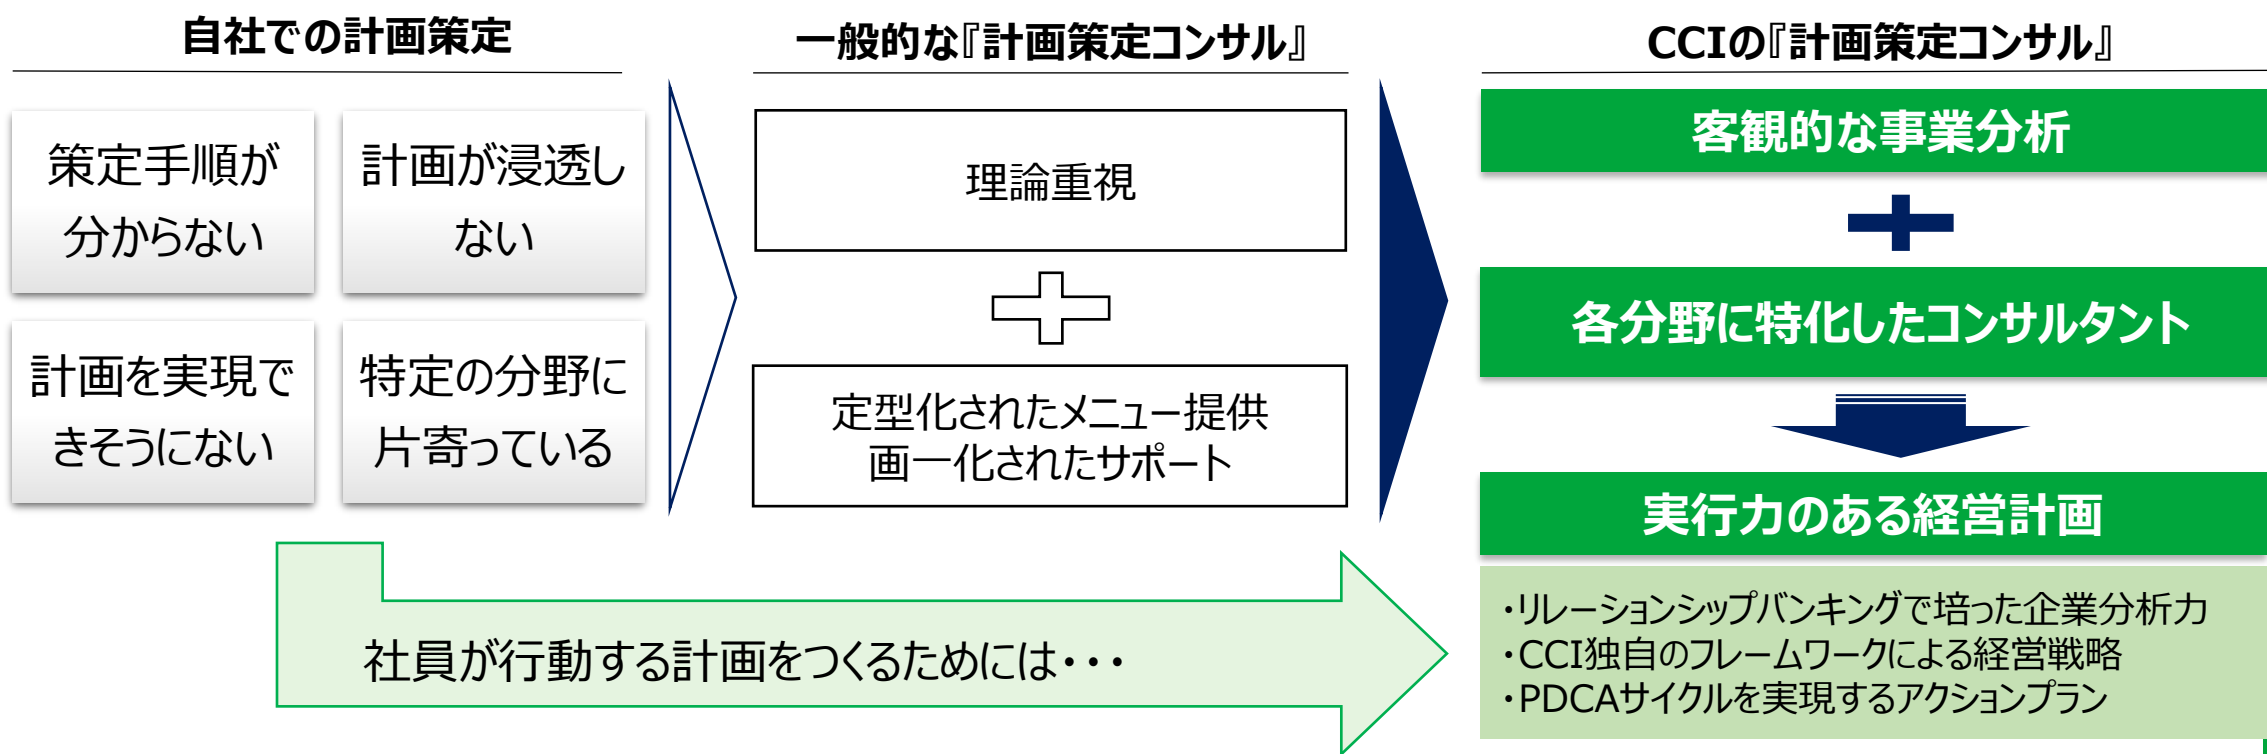 自社での計画策定
策定手順が
分からない
計画が浸透し
ない
計画を実現で
きそうにない
特定の分野に
片寄っている
一般的な『計画策定コンサル』
理論重視
定型化されたメニュー提供
画一化されたサポート
CCIの『計画策定コンサル』
客観的な事業分析
各分野に特化したコンサルタント
実行力のある経営計画
・リレーションシップバンキングで培った企業分析力
・CCI独自のフレームワークによる経営戦略
・PDCAサイクルを実現するアクションプラン
社員が行動する計画をつくるためには・・・